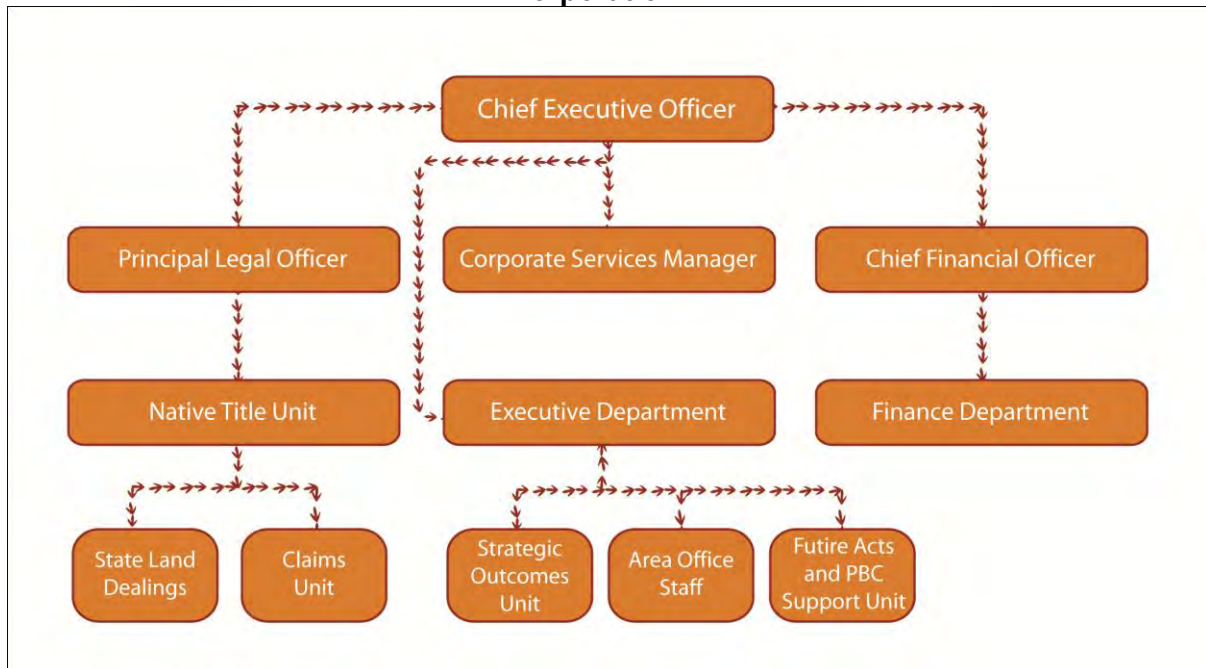 Chief Executive Officer
Principal Legal Officer
Corporate Services Manager
Chief Financial Officer
Native Title Unit
Executive Department
Finance Department
State Land
Dealings
Claims
Unit
Strategic
Outcomes
Unit
Area Office
Staff
Futire Acts
and PBC
Support Unit